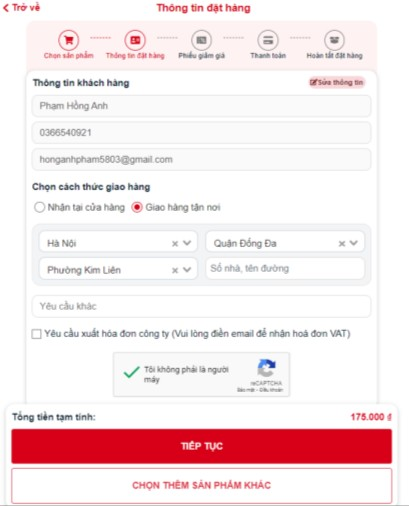 Trở về
Thông tin đặt hàng
Chọn sản phẩm
Thông tin đặt hàng
Phiếu giảm giá
Thanh toán
Hoàn tất đặt hàng
Thông tin khách hàng
Sửa thông tin
Phạm Hồng Anh
0366540921
honganhpham5803@gmail.com
Chọn cách thức giao hàng
Nhận tại cửa hàng
Giao hàng tận nơi
Hà Nội
Quận Đống Đa
Phường Kim Liên
Số nhà, tên đường
Yêu cầu khác
Yêu cầu xuất hóa đơn công ty (Vui lòng điền email để nhận hoá đơn VAT)
Tôi không phải là người
máy
reCAPTCHA
Bảo mật - Điều khoản
Tổng tiền tạm tính:
175.000 ₫
TIẾP TỤC
CHỌN THÊM SẢN PHẨM KHÁC